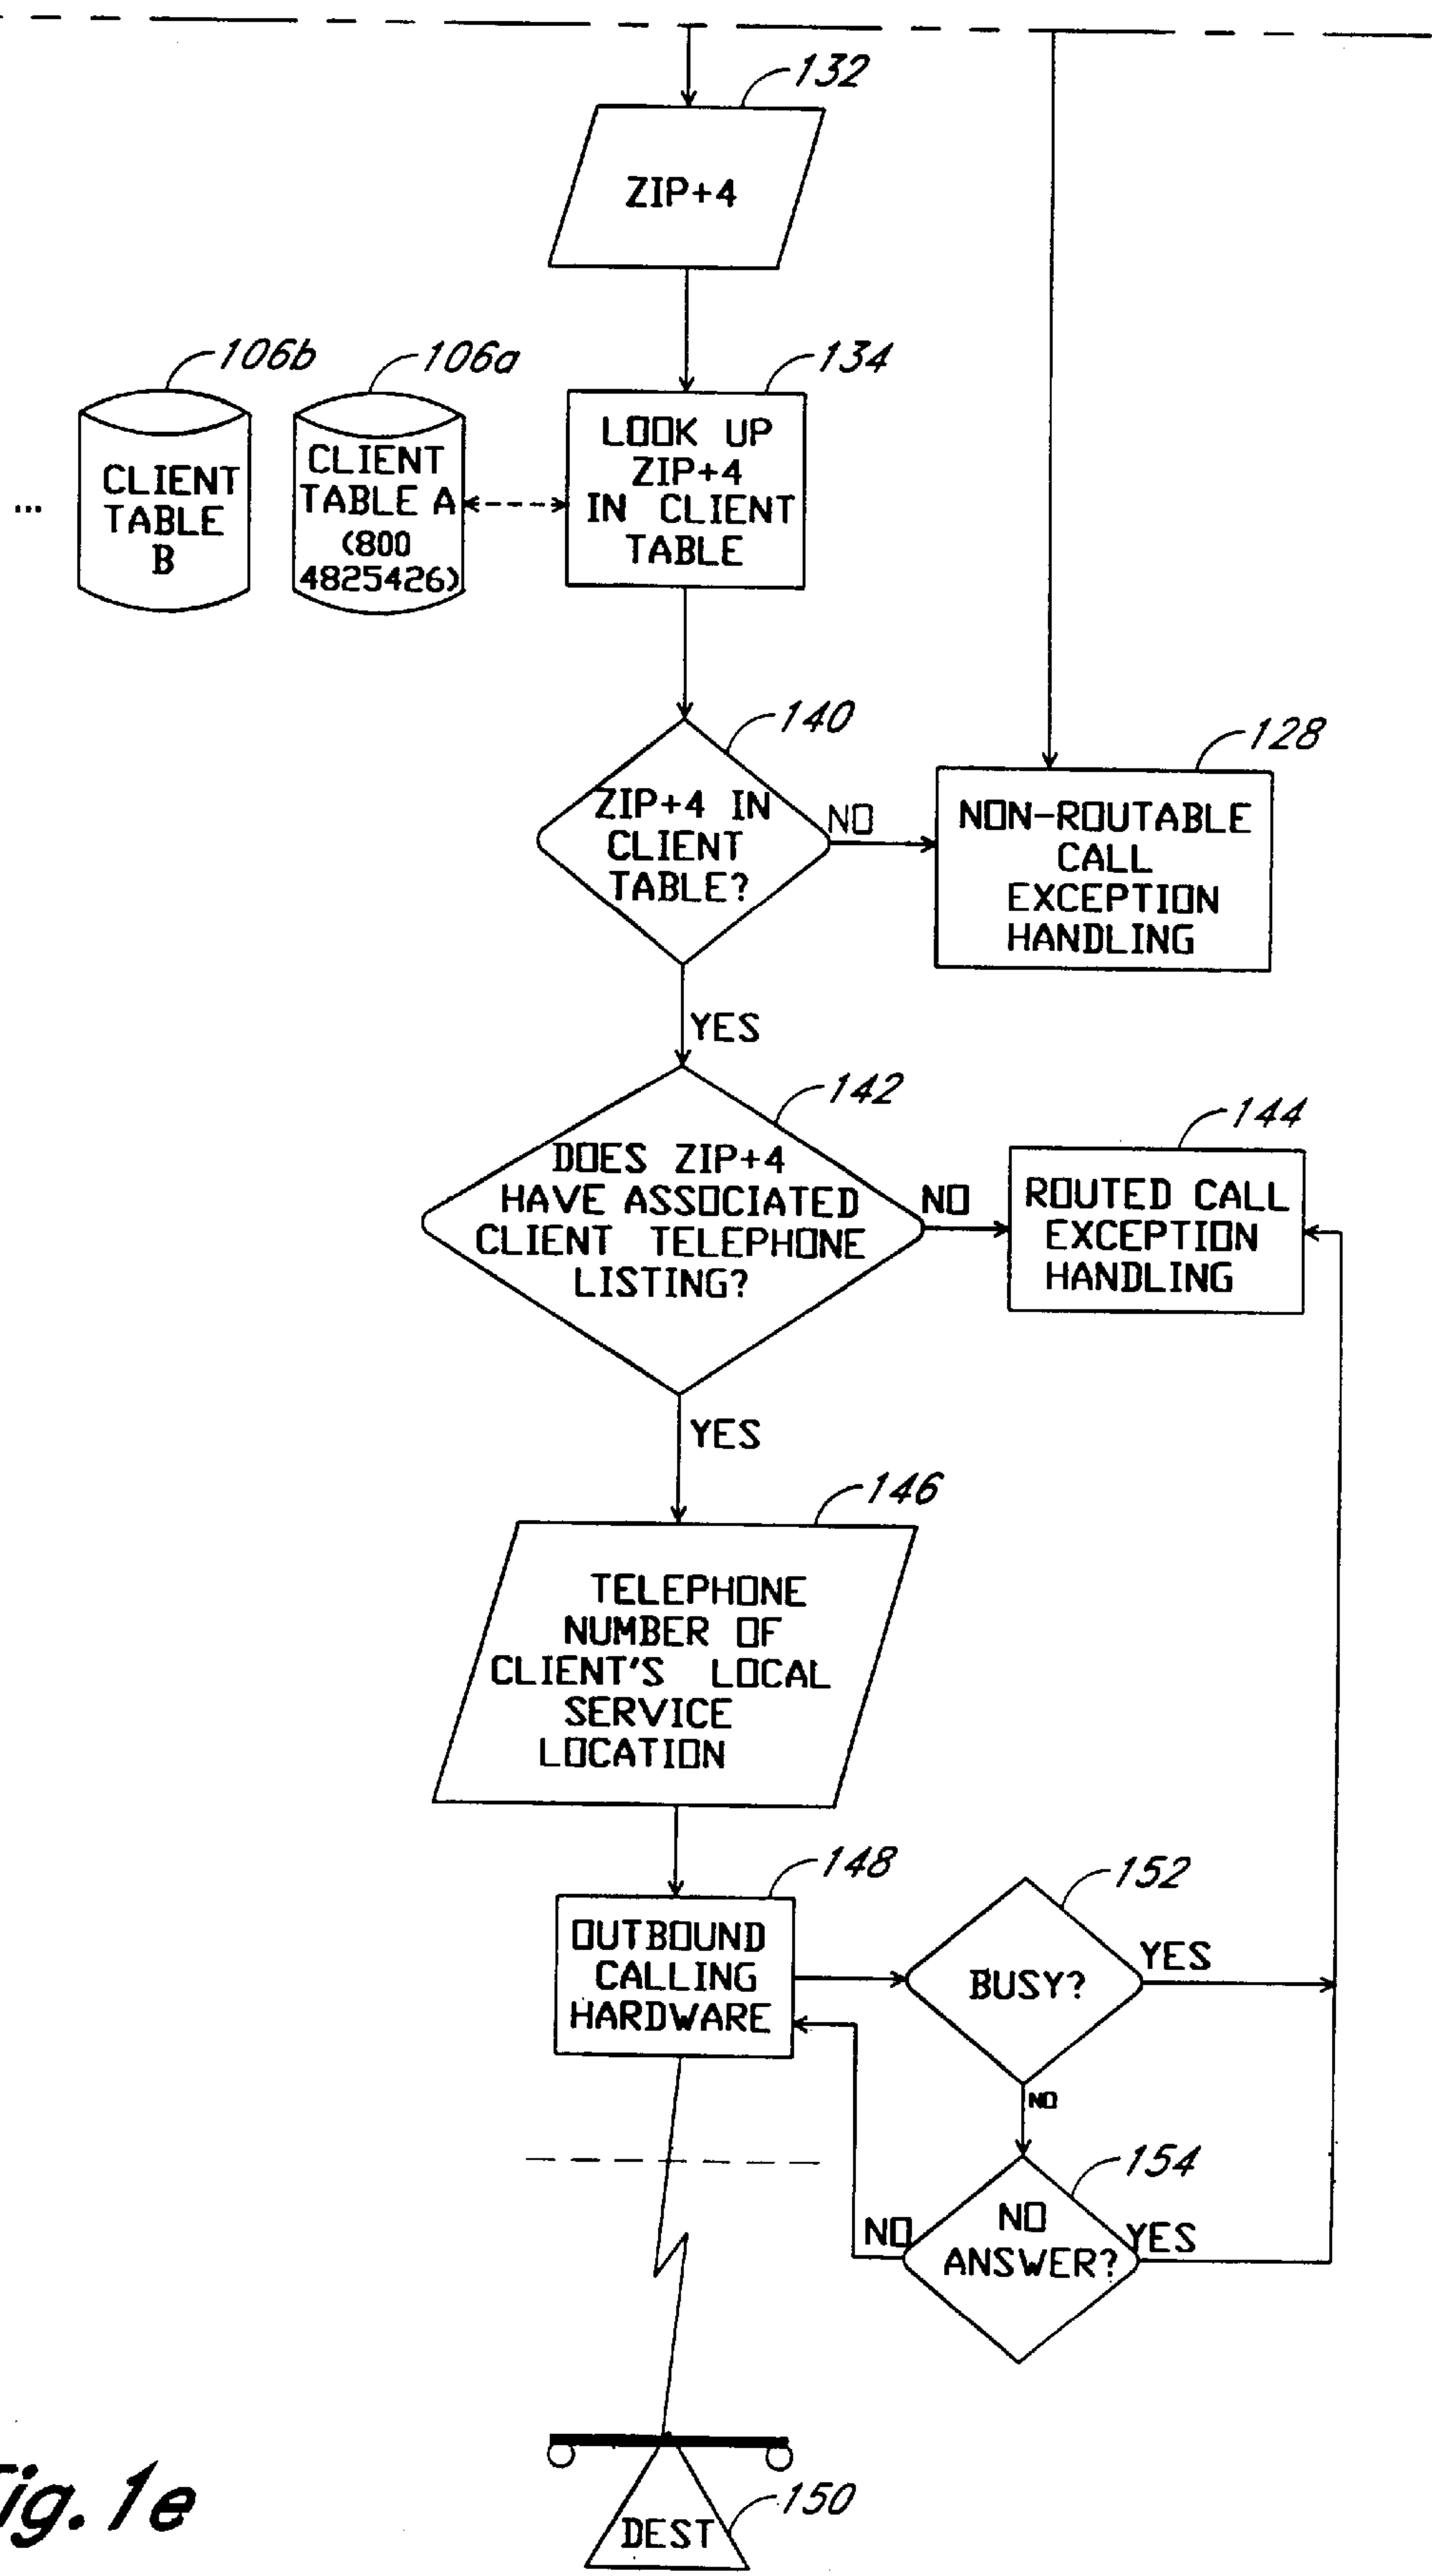 132
ZIP+4
106b
106a
134
LOOK UP
ZIP+4
IN CLIENT
TABLE
CLIENT
TABLE A
(800
4825426)
CLIENT
TABLE
B
...
140
ZIP+4 IN
CLIENT
TABLE?
NO
128
NON-ROUTABLE
CALL
EXCEPTION
HANDLING
YES
142
DOES ZIP+4
HAVE ASSOCIATED
CLIENT TELEPHONE
LISTING?
NO
144
ROUTED CALL
EXCEPTION
HANDLING
YES
146
TELEPHONE
NUMBER OF
CLIENT'S LOCAL
SERVICE
LOCATION
148
OUTBOUND
CALLING
HARDWARE
152
BUSY?
YES
NO
154
NO
ANSWER?
NO
YES
150
DEST
Fig. 1e